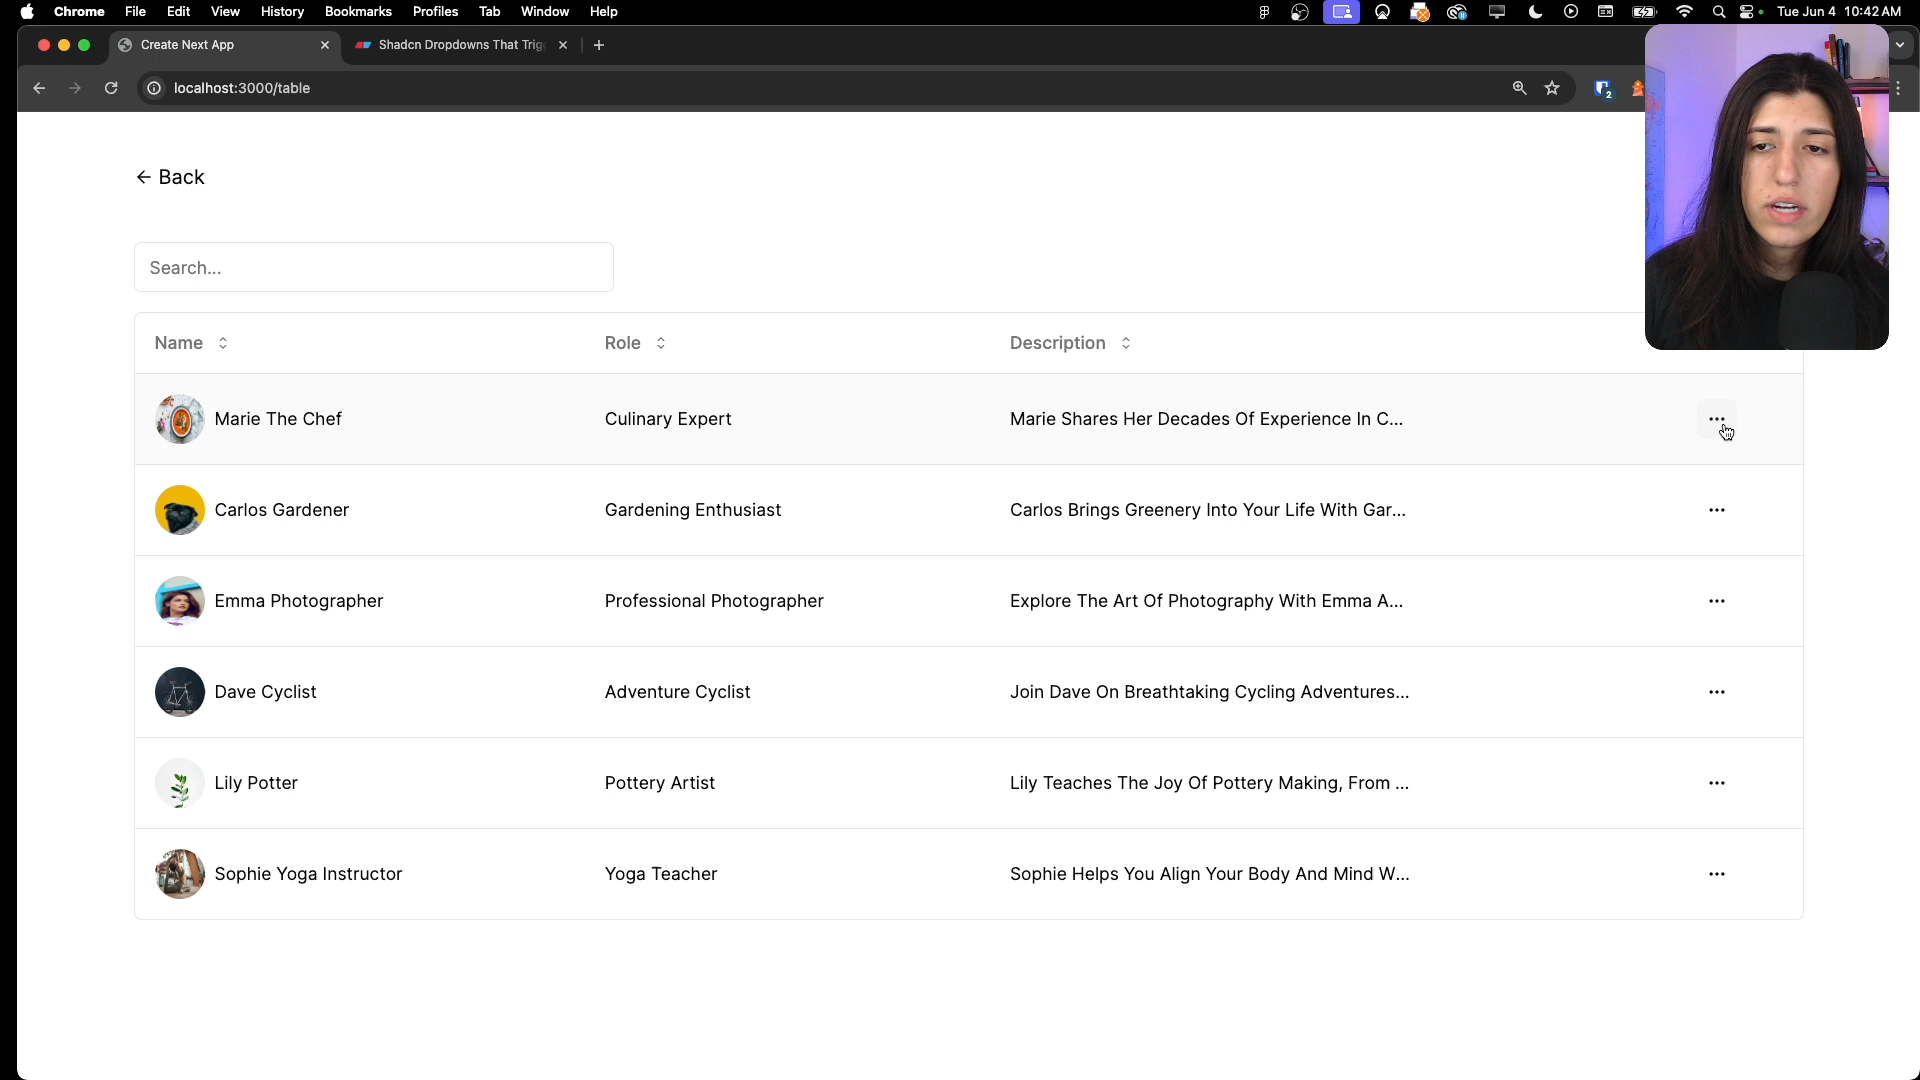 Chrome File Edit View History Bookmarks Profiles Tab Window Help Tue Jun 4 10:42 AM
Create Next App Shadcn Dropdowns That Trig
localhost:3000/table 2
Back
Search...
Name Role Description
Marie The Chef Culinary Expert Marie Shares Her Decades Of Experience In C...
Carlos Gardener Gardening Enthusiast Carlos Brings Greenery Into Your Life With Gar...
Emma Photographer Professional Photographer Explore The Art Of Photography With Emma A...
Dave Cyclist Adventure Cyclist Join Dave On Breathtaking Cycling Adventures...
Lily Potter Pottery Artist Lily Teaches The Joy Of Pottery Making, From ...
Sophie Yoga Instructor Yoga Teacher Sophie Helps You Align Your Body And Mind W...